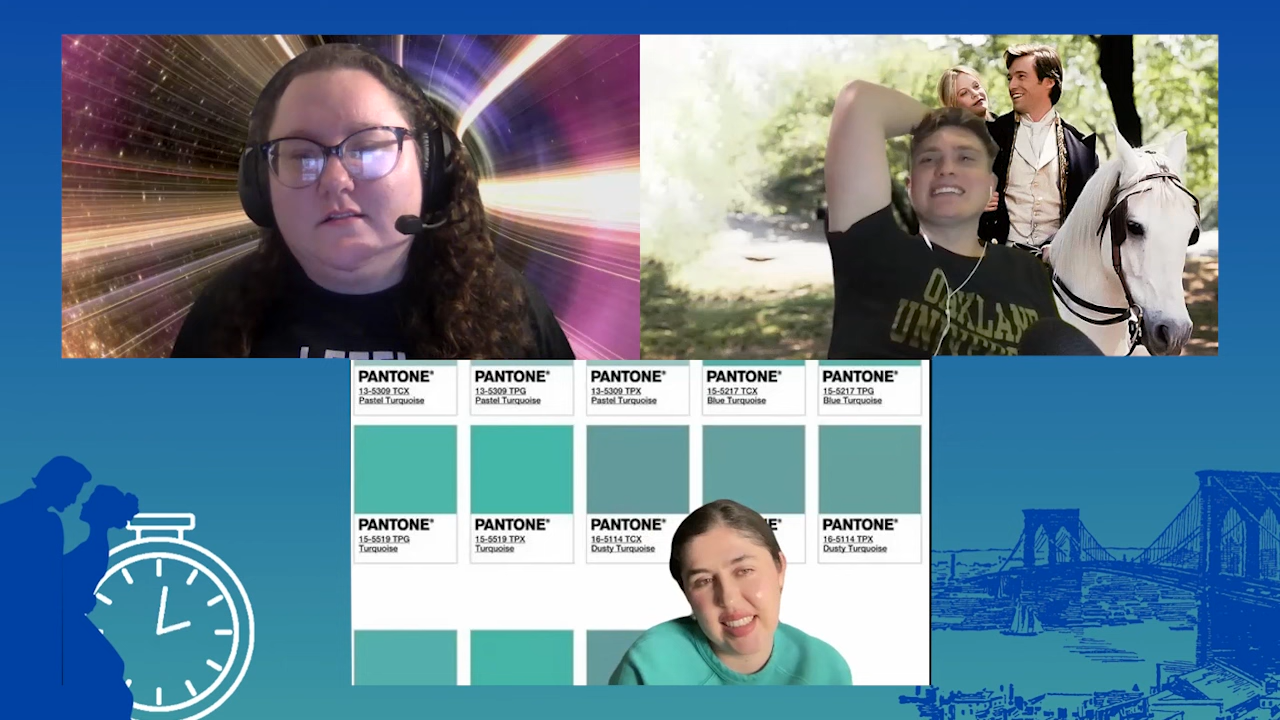 OAKLAND
PANTONE®
13-5309 TCX
Pastel Turquoise
PANTONE®
13-5309 TPG
Pastel Turquoise
PANTONE®
13-5309 TPX
Pastel Turquoise
PANTONE®
15-5217 TCX
Blue Turquoise
PANTONE®
15-5217 TPG
Blue Turquoise
PANTONE®
15-5519 TPG
Turquoise
PANTONE®
15-5519 TPX
Turquoise
PANTONE®
16-5114 TCX
Dusty Turquoise
PANTONE®
16-5114 TPX
Dusty Turquoise